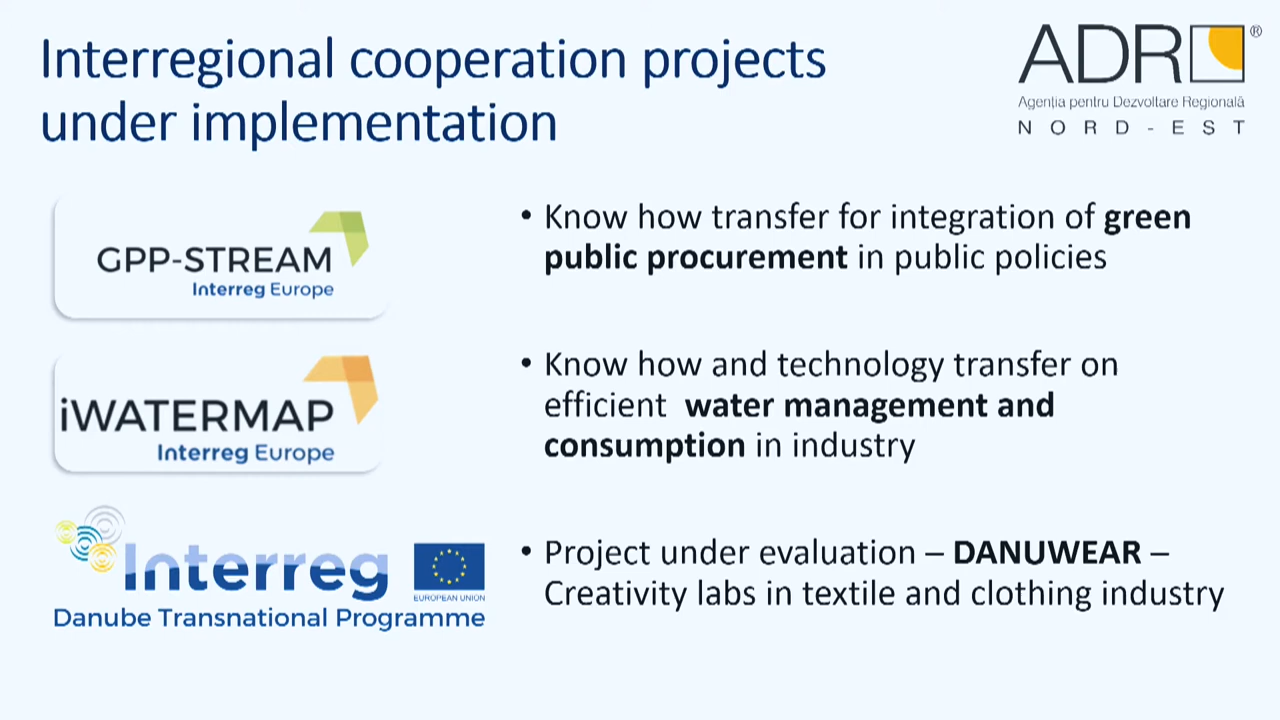 Interregional cooperation projects
under implementation
ADR
®
Agenția pentru Dezvoltare Regională
NORD-EST
GPP-STREAM
Interreg Europe
• Know how transfer for integration of green
public procurement in public policies
iWATERMAP
Interreg Europe
• Know how and technology transfer on
efficient water management and
consumption in industry
Interreg
EUROPEAN UNION
Danube Transnational Programme
• Project under evaluation – DANUWEAR –
Creativity labs in textile and clothing industry